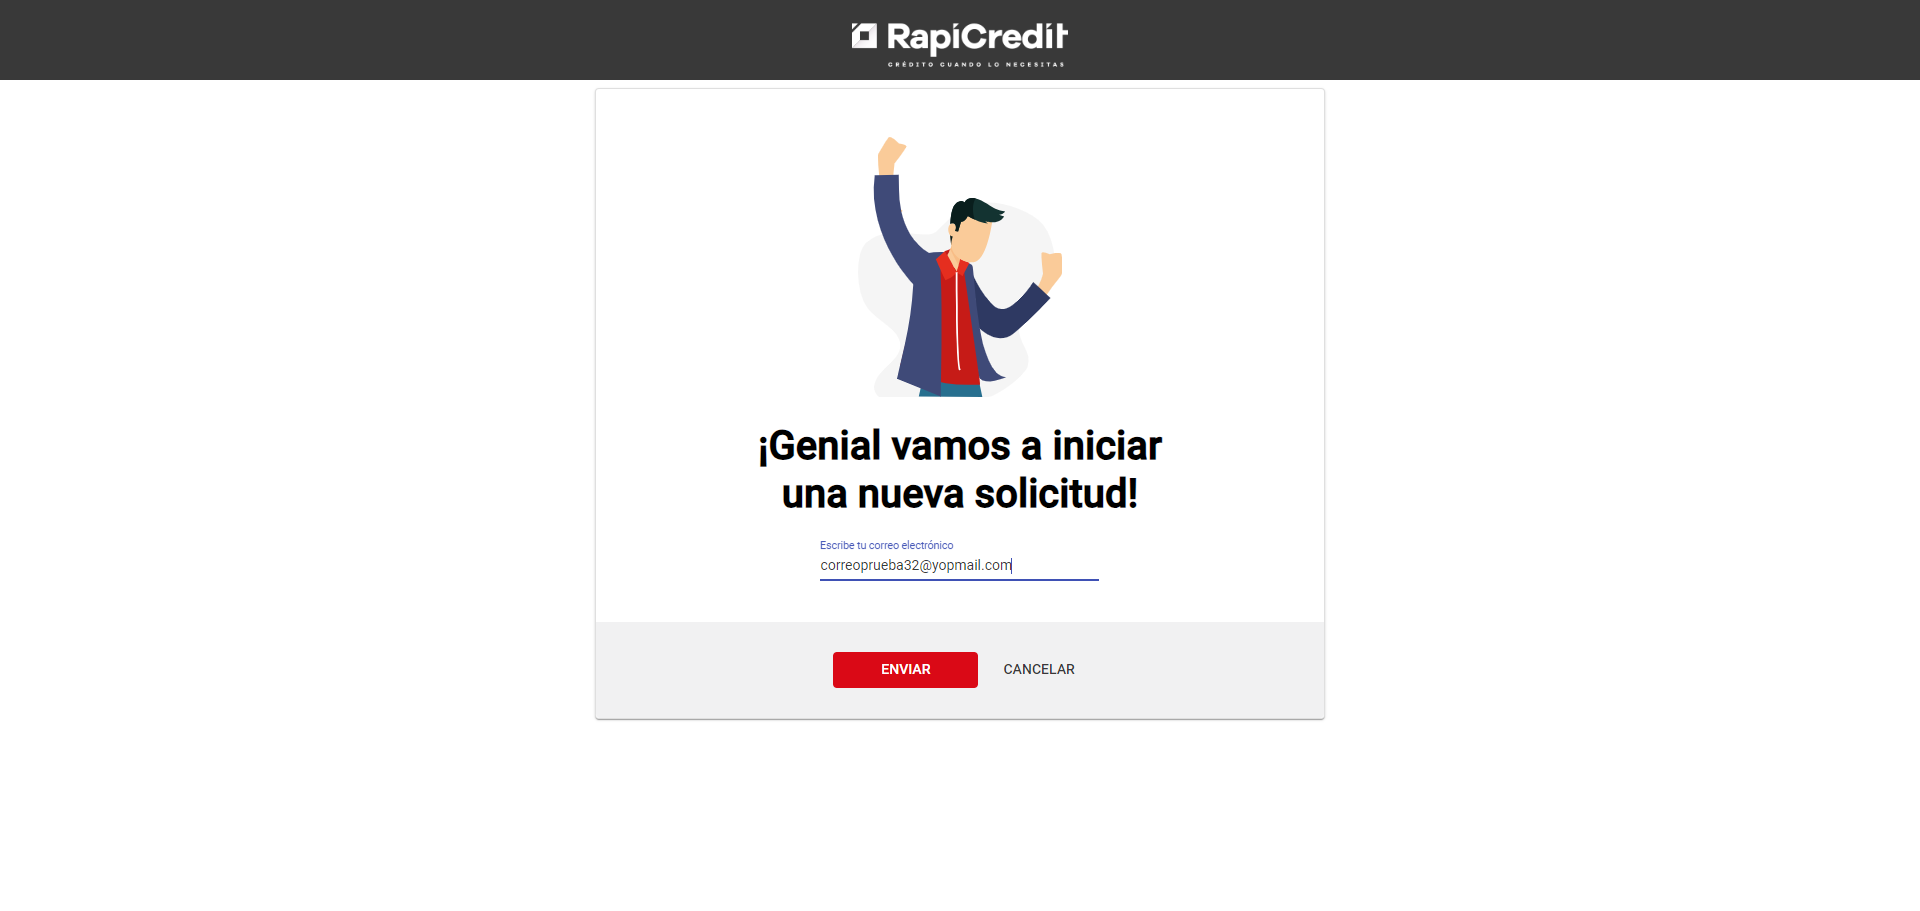 RapiCredit
CRÉDITO CUANDO LO NECESITAS
¡Genial vamos a iniciar
una nueva solicitud!
Escribe tu correo electrónico
correoprueba32@yopmail.com
ENVIAR CANCELAR